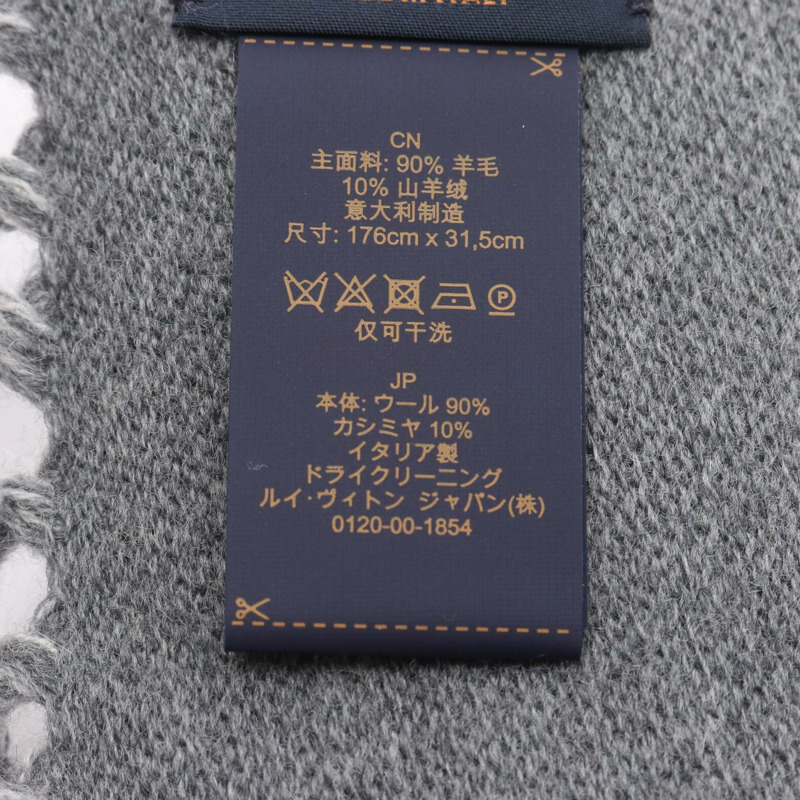 CN
主面料: 90% 羊毛
10% 山羊绒
意大利制造
尺寸: 176cm x 31,5cm
P
仅可干洗
JP
本体: ウール 90%
カシミヤ 10%
イタリア製
ドライクリーニング
ルイ・ヴィトン ジャパン(株)
0120-00-1854